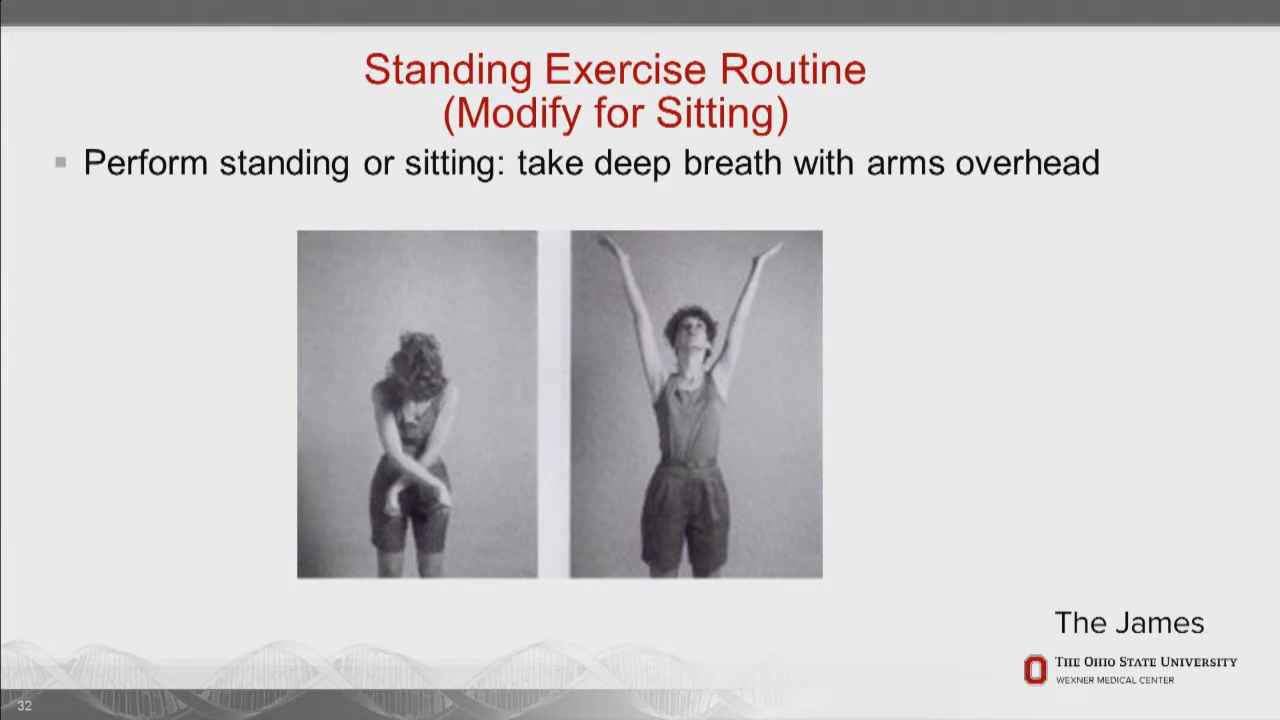 Standing Exercise Routine
(Modify for Sitting)
Perform standing or sitting: take deep breath with arms overhead
The James
THE OHIO STATE UNIVERSITY
WEXNER MEDICAL CENTER
32